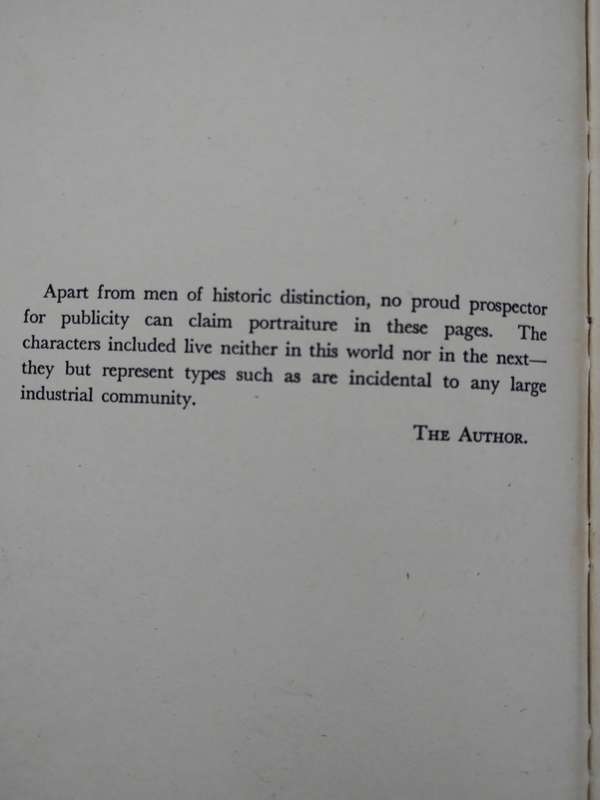 Apart from men of historic distinction, no proud prospector
for publicity can claim portraiture in these pages. The
characters included live neither in this world nor in the next—
they but represent types such as are incidental to any large
industrial community.
THE AUTHOR.